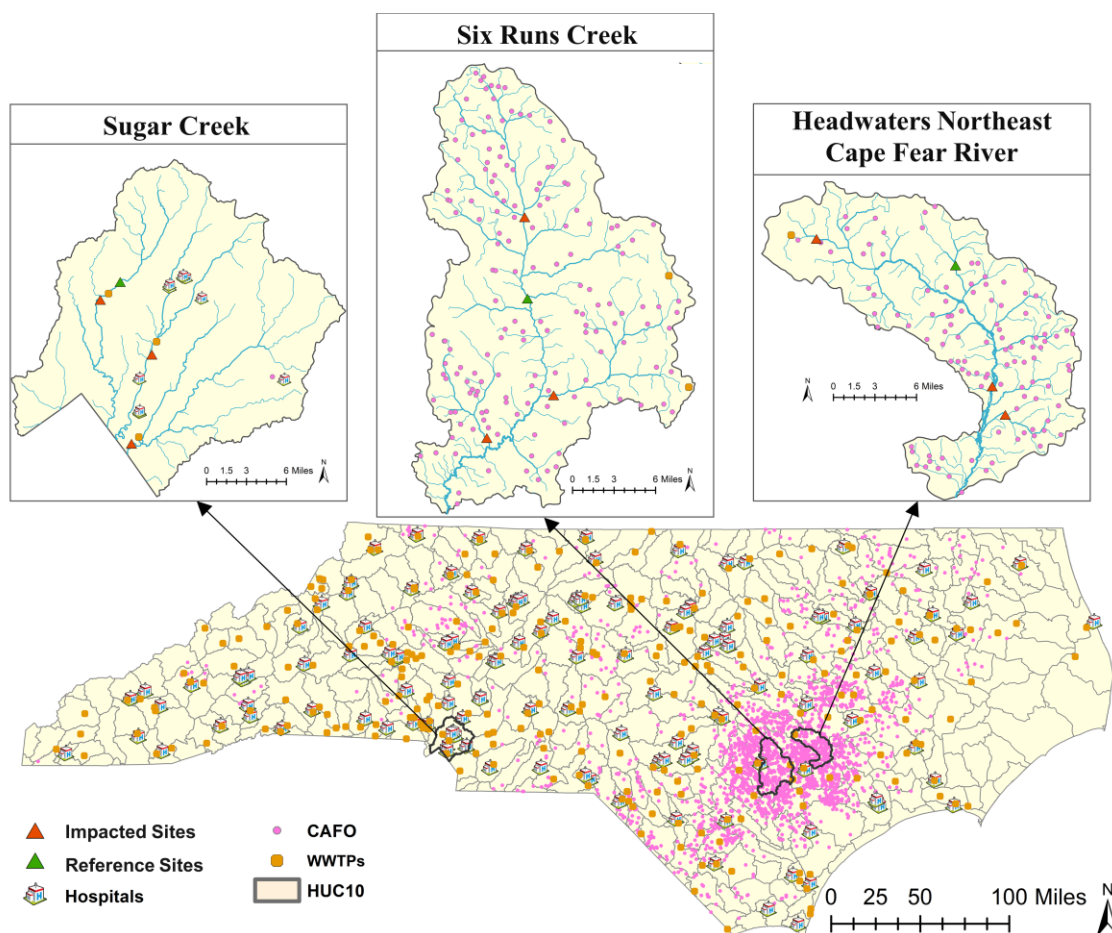 Six Runs Creek
Sugar Creek
Headwaters Northeast
Cape Fear River
N
0 1.5 3 6 Miles
N
0 1.5 3 6 Miles
N
0 1.5 3 6 Miles
Impacted Sites
Reference Sites
Hospitals
CAFO
WWTPs
HUC10
0 25 50 100 Miles
N